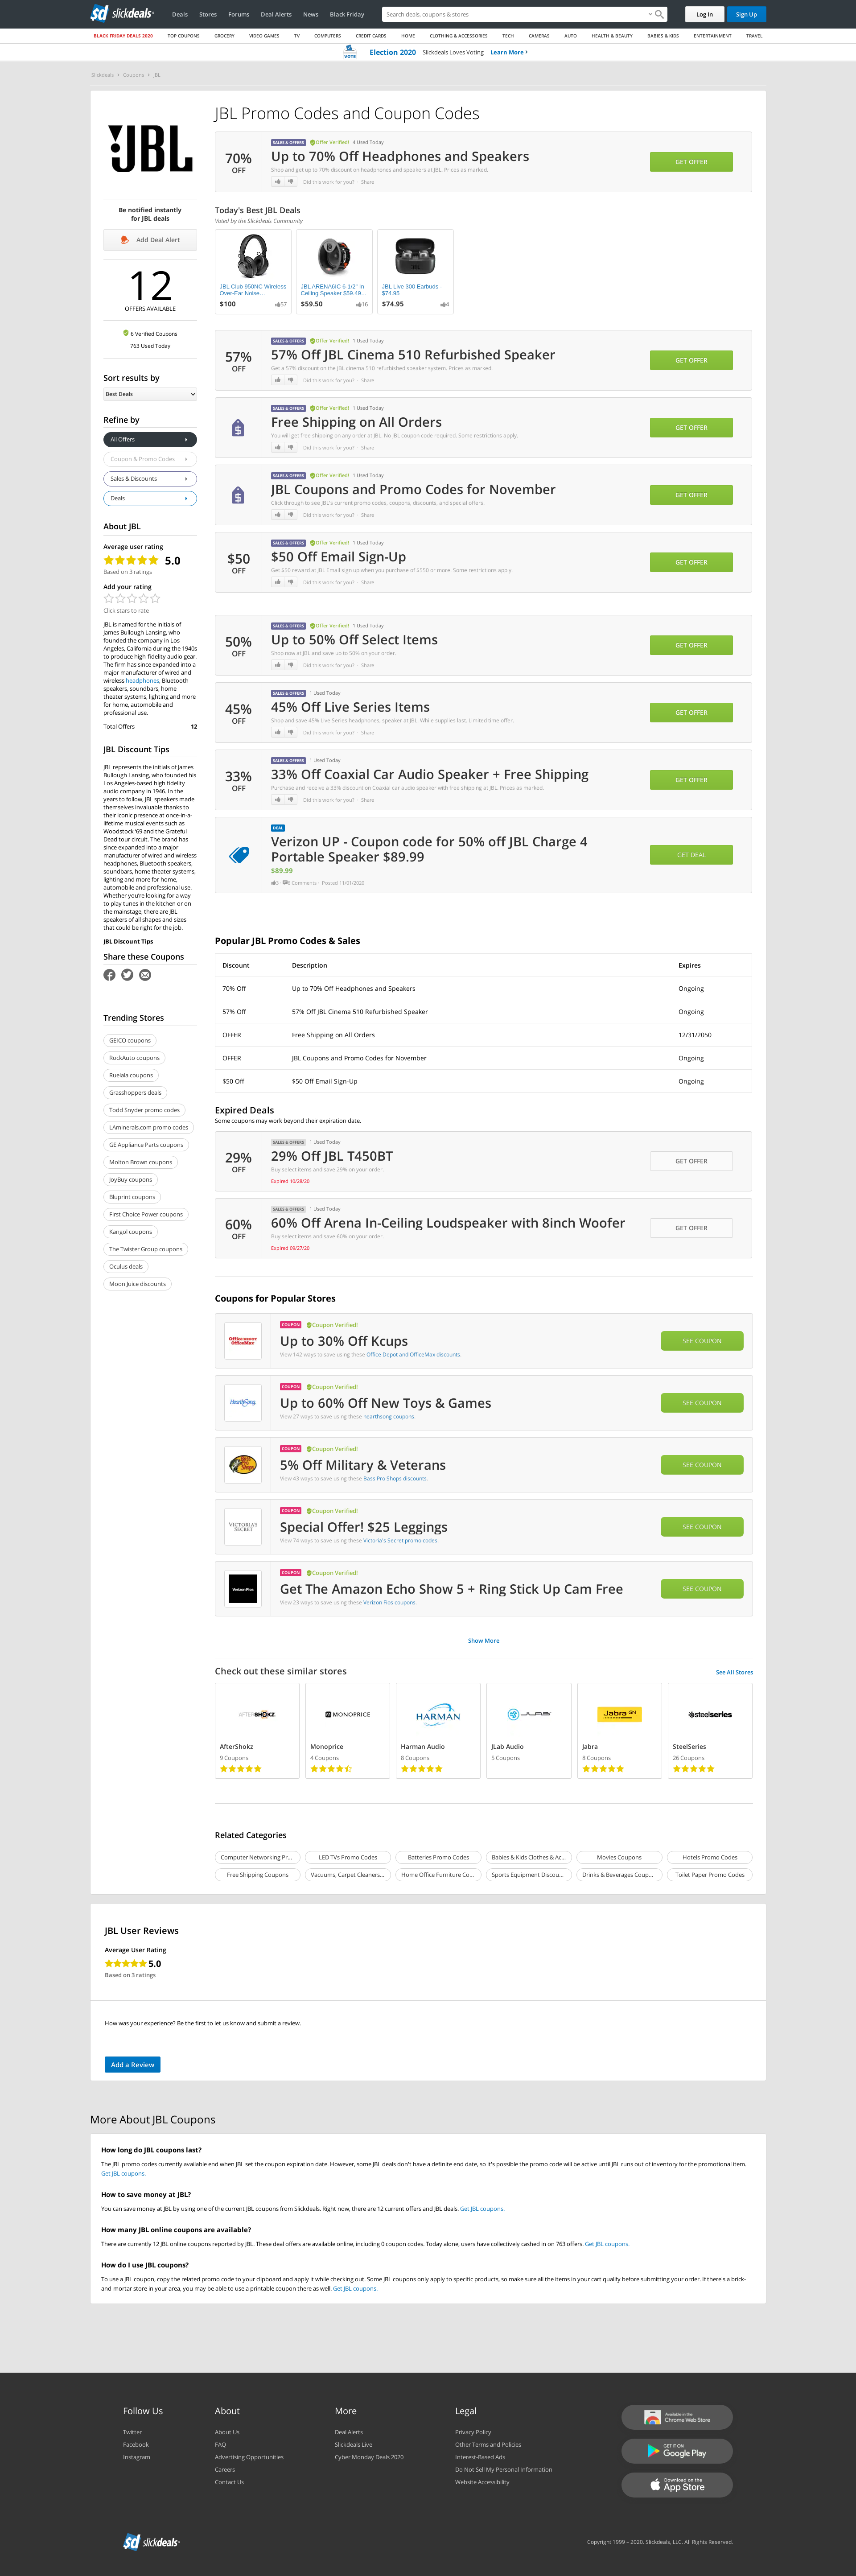 sd slickdeals
Deals Stores Forums Deal Alerts News Black Friday
Search deals, coupons & stores
Log In Sign Up
BLACK FRIDAY DEALS 2020 TOP COUPONS GROCERY VIDEO GAMES TV COMPUTERS CREDIT CARDS HOME CLOTHING & ACCESSORIES TECH CAMERAS AUTO HEALTH & BEAUTY BABIES & KIDS ENTERTAINMENT TRAVEL
VOTE Election 2020 Slickdeals Loves Voting Learn More
Slickdeals Coupons JBL
JBL
Be notified instantly
for JBL deals
Add Deal Alert
12
OFFERS AVAILABLE
6 Verified Coupons
763 Used Today
Sort results by
Best Deals
Refine by
All Offers
Coupon & Promo Codes
Sales & Discounts
Deals
About JBL
Average user rating
5.0
Based on 3 ratings
Add your rating
Click stars to rate
JBL is named for the initials of
James Bullough Lansing, who
founded the company in Los
Angeles, California during the 1940s
to produce high-fidelity audio gear.
The firm has since expanded into a
major manufacturer of wired and
wireless headphones, Bluetooth
speakers, soundbars, home
theater systems, lighting and more
for home, automobile and
professional use.
Total Offers 12
JBL Discount Tips
JBL represents the initials of James
Bullough Lansing, who founded his
Los Angeles-based high fidelity
audio company in 1946. In the
years to follow, JBL speakers made
themselves invaluable thanks to
their iconic presence at once-in-a-
lifetime musical events such as
Woodstock '69 and the Grateful
Dead tour circuit. The brand has
since expanded into a major
manufacturer of wired and wireless
headphones, Bluetooth speakers,
soundbars, home theater systems,
lighting and more for home,
automobile and professional use.
Whether you're looking for a way
to play tunes in the kitchen or on
the mainstage, there are JBL
speakers of all shapes and sizes
that could be right for the job.
JBL Discount Tips
Share these Coupons
Trending Stores
GEICO coupons
RockAuto coupons
Ruelala coupons
Grasshoppers deals
Todd Snyder promo codes
LAminerals.com promo codes
GE Appliance Parts coupons
Molton Brown coupons
JoyBuy coupons
Bluprint coupons
First Choice Power coupons
Kangol coupons
The Twister Group coupons
Oculus deals
Moon Juice discounts
JBL Promo Codes and Coupon Codes
70%
OFF
SALES & OFFERS Offer Verified! 4 Used Today
Up to 70% Off Headphones and Speakers
Shop and get up to 70% discount on headphones and speakers at JBL. Prices as marked.
Did this work for you? · Share
GET OFFER
Today's Best JBL Deals
Voted by the Slickdeals Community
JBL Club 950NC Wireless
Over-Ear Noise...
$100 57
JBL ARENA6IC 6-1/2" In
Ceiling Speaker $59.49...
$59.50 16
JBL Live 300 Earbuds -
$74.95
$74.95 4
57%
OFF
SALES & OFFERS Offer Verified! 1 Used Today
57% Off JBL Cinema 510 Refurbished Speaker
Get a 57% discount on the JBL cinema 510 refurbished speaker system. Prices as marked.
Did this work for you? · Share
GET OFFER
SALES & OFFERS Offer Verified! 1 Used Today
Free Shipping on All Orders
You will get free shipping on any order at JBL. No JBL coupon code required. Some restrictions apply.
Did this work for you? · Share
GET OFFER
SALES & OFFERS Offer Verified! 1 Used Today
JBL Coupons and Promo Codes for November
Click through to see JBL's current promo codes, coupons, discounts, and special offers.
Did this work for you? · Share
GET OFFER
$50
OFF
SALES & OFFERS Offer Verified! 1 Used Today
$50 Off Email Sign-Up
Get $50 reward at JBL Email sign up when you purchase of $550 or more. Some restrictions apply.
Did this work for you? · Share
GET OFFER
50%
OFF
SALES & OFFERS Offer Verified! 1 Used Today
Up to 50% Off Select Items
Shop now at JBL and save up to 50% on your order.
Did this work for you? · Share
GET OFFER
45%
OFF
SALES & OFFERS 1 Used Today
45% Off Live Series Items
Shop and save 45% Live Series headphones, speaker at JBL. While supplies last. Limited time offer.
Did this work for you? · Share
GET OFFER
33%
OFF
SALES & OFFERS 1 Used Today
33% Off Coaxial Car Audio Speaker + Free Shipping
Purchase and receive a 33% discount on Coaxial car audio speaker with free shipping at JBL. Prices as marked.
Did this work for you? · Share
GET OFFER
DEAL
Verizon UP - Coupon code for 50% off JBL Charge 4
Portable Speaker $89.99
$89.99
Comments · Posted 11/01/2020
GET DEAL
Popular JBL Promo Codes & Sales
Discount Description Expires
70% Off Up to 70% Off Headphones and Speakers Ongoing
57% Off 57% Off JBL Cinema 510 Refurbished Speaker Ongoing
OFFER Free Shipping on All Orders 12/31/2050
OFFER JBL Coupons and Promo Codes for November Ongoing
$50 Off $50 Off Email Sign-Up Ongoing
Expired Deals
Some coupons may work beyond their expiration date.
29%
OFF
SALES & OFFERS 1 Used Today
29% Off JBL T450BT
Buy select items and save 29% on your order.
Expired 10/28/20
GET OFFER
60%
OFF
SALES & OFFERS 1 Used Today
60% Off Arena In-Ceiling Loudspeaker with 8inch Woofer
Buy select items and save 60% on your order.
Expired 09/27/20
GET OFFER
Coupons for Popular Stores
Office DEPOT
OfficeMax
COUPON Coupon Verified!
Up to 30% Off Kcups
View 142 ways to save using these Office Depot and OfficeMax discounts.
SEE COUPON
HearthSong
COUPON Coupon Verified!
Up to 60% Off New Toys & Games
View 27 ways to save using these hearthsong coupons.
SEE COUPON
Bass Pro Shops
COUPON Coupon Verified!
5% Off Military & Veterans
View 43 ways to save using these Bass Pro Shops discounts.
SEE COUPON
VICTORIA'S
SECRET
COUPON Coupon Verified!
Special Offer! $25 Leggings
View 74 ways to save using these Victoria's Secret promo codes.
SEE COUPON
Verizon Fios
COUPON Coupon Verified!
Get The Amazon Echo Show 5 + Ring Stick Up Cam Free
View 23 ways to save using these Verizon Fios coupons.
SEE COUPON
Show More
Check out these similar stores See All Stores
AFTERSHOKZ MONOPRICE HARMAN JLAB Jabra GN steelseries
AfterShokz Monoprice Harman Audio JLab Audio Jabra SteelSeries
9 Coupons 4 Coupons 8 Coupons 5 Coupons 8 Coupons 26 Coupons
Related Categories
Computer Networking Pr... LED TVs Promo Codes Batteries Promo Codes Babies & Kids Clothes & Ac... Movies Coupons Hotels Promo Codes
Free Shipping Coupons Vacuums, Carpet Cleaners... Home Office Furniture Co... Sports Equipment Discou... Drinks & Beverages Coup... Toilet Paper Promo Codes
JBL User Reviews
Average User Rating
5.0
Based on 3 ratings
How was your experience? Be the first to let us know and submit a review.
Add a Review
More About JBL Coupons
How long do JBL coupons last?
The JBL promo codes currently available end when JBL set the coupon expiration date. However, some JBL deals don't have a definite end date, so it's possible the promo code will be active until JBL runs out of inventory for the promotional item.
Get JBL coupons.
How to save money at JBL?
You can save money at JBL by using one of the current JBL coupons from Slickdeals. Right now, there are 12 current offers and JBL deals. Get JBL coupons.
How many JBL online coupons are available?
There are currently 12 JBL online coupons reported by JBL. These deal offers are available online, including 0 coupon codes. Today alone, users have collectively cashed in on 763 offers. Get JBL coupons.
How do I use JBL coupons?
To use a JBL coupon, copy the related promo code to your clipboard and apply it while checking out. Some JBL coupons only apply to specific products, so make sure all the items in your cart qualify before submitting your order. If there's a brick-
and-mortar store in your area, you may be able to use a printable coupon there as well. Get JBL coupons.
Follow Us
Twitter
Facebook
Instagram
About
About Us
FAQ
Advertising Opportunities
Careers
Contact Us
More
Deal Alerts
Slickdeals Live
Cyber Monday Deals 2020
Legal
Privacy Policy
Other Terms and Policies
Interest-Based Ads
Do Not Sell My Personal Information
Website Accessibility
Available in the
Chrome Web Store
GET IT ON
Google Play
Download on the
App Store
sd slickdeals
Copyright 1999 - 2020. Slickdeals, LLC. All Rights Reserved.